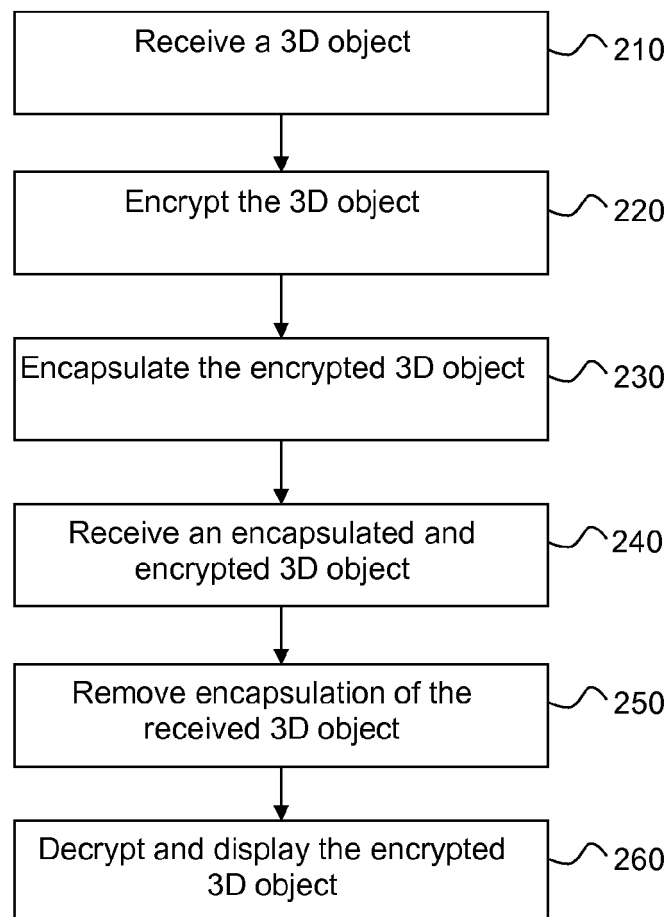 Receive a 3D object
210
Encrypt the 3D object
220
Encapsulate the encrypted 3D object
230
Receive an encapsulated and
encrypted 3D object
240
Remove encapsulation of the
received 3D object
250
Decrypt and display the encrypted
3D object
260